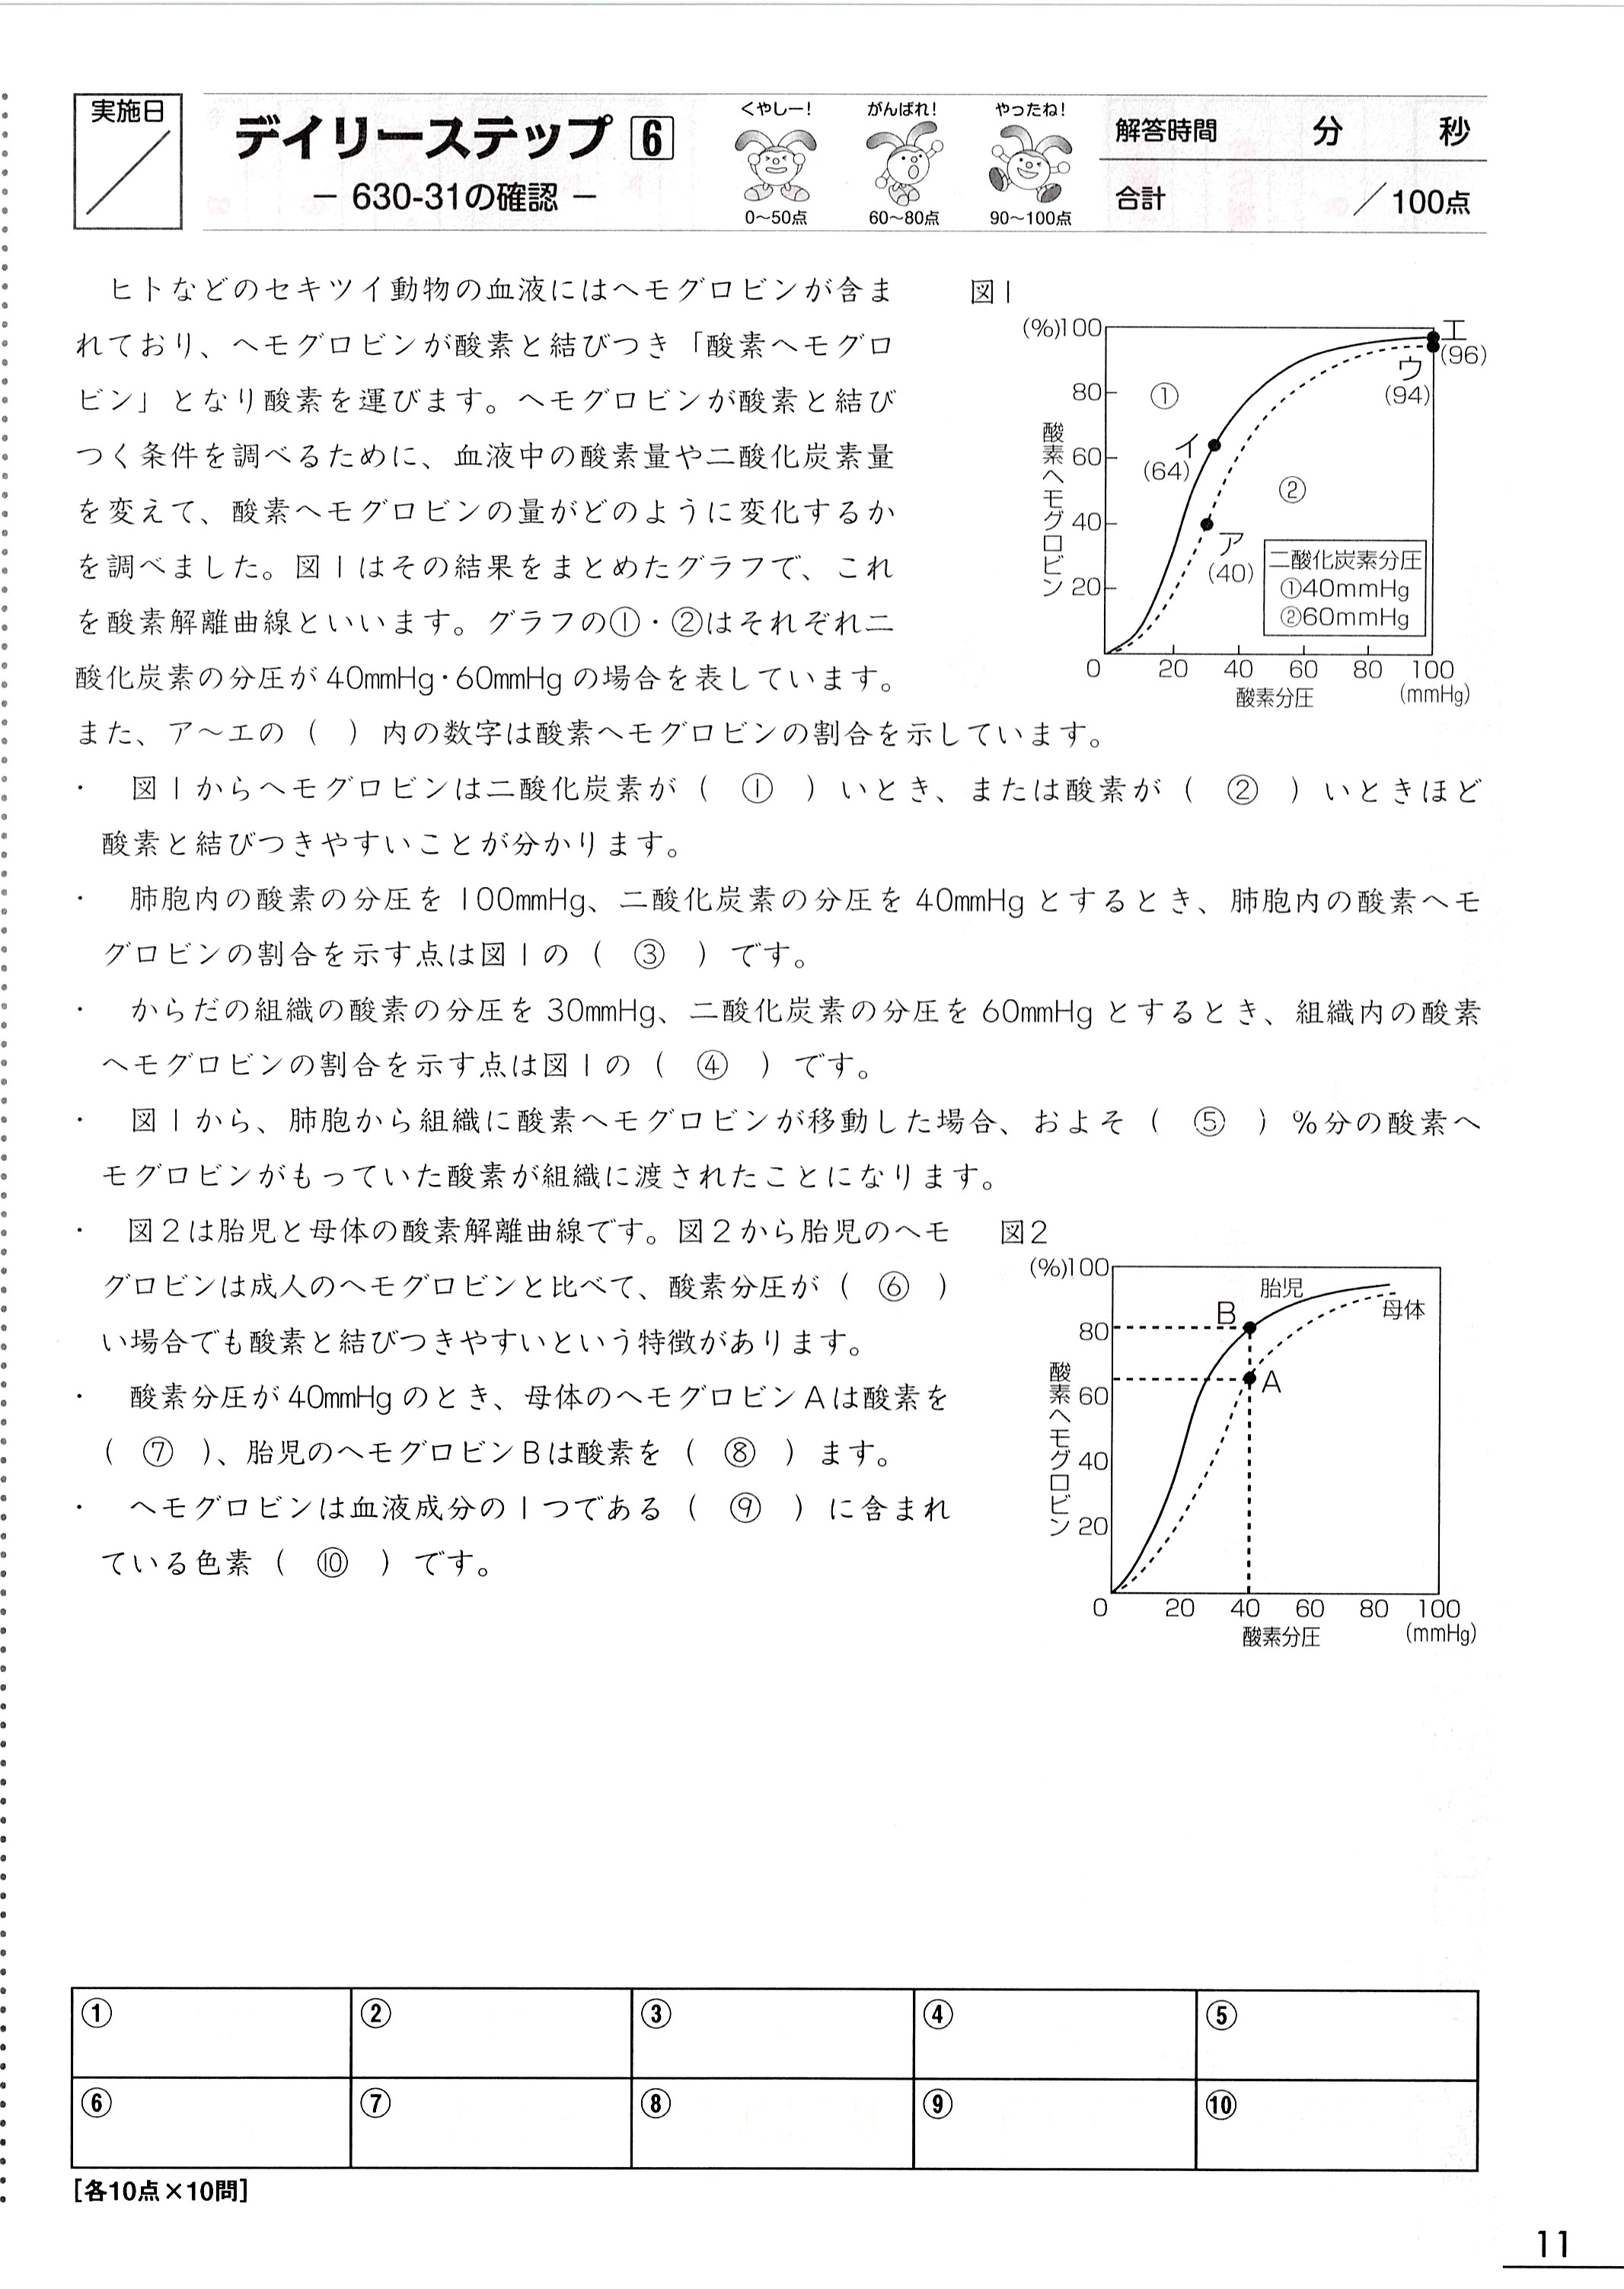 実施日
デイリーステップ 6
− 630-31の確認 −
くやしー!
0〜50点
がんばれ!
60〜80点
やったね!
90〜100点
解答時間 分 秒
合計 ／100点
ヒトなどのセキツイ動物の血液にはヘモグロビンが含ま
れており、ヘモグロビンが酸素と結びつき「酸素ヘモグロ
ビン」となり酸素を運びます。ヘモグロビンが酸素と結び
つく条件を調べるために、血液中の酸素量や二酸化炭素量
を変えて、酸素ヘモグロビンの量がどのように変化するか
を調べました。図1はその結果をまとめたグラフで、これ
を酸素解離曲線といいます。グラフの①・②はそれぞれ二
酸化炭素の分圧が40mmHg・60mmHgの場合を表しています。
また、ア〜エの（　）内の数字は酸素ヘモグロビンの割合を示しています。
図1
(%)100
80
60
40
20
0
20 40 60 80 100
酸素分圧
(mmHg)
酸素ヘモグロビン
①
②
エ
(96)
ウ
(94)
イ
(64)
ア
(40)
二酸化炭素分圧
①40mmHg
②60mmHg
・　図1からヘモグロビンは二酸化炭素が（　①　）いとき、または酸素が（　②　）いときほど
酸素と結びつきやすいことが分かります。
・　肺胞内の酸素の分圧を100mmHg、二酸化炭素の分圧を40mmHgとするとき、肺胞内の酸素ヘモ
グロビンの割合を示す点は図1の（　③　）です。
・　からだの組織の酸素の分圧を30mmHg、二酸化炭素の分圧を60mmHgとするとき、組織内の酸素
ヘモグロビンの割合を示す点は図1の（　④　）です。
・　図1から、肺胞から組織に酸素ヘモグロビンが移動した場合、およそ（　⑤　）%分の酸素ヘ
モグロビンがもっていた酸素が組織に渡されたことになります。
・　図2は胎児と母体の酸素解離曲線です。図2から胎児のヘモ
グロビンは成人のヘモグロビンと比べて、酸素分圧が（　⑥　）
い場合でも酸素と結びつきやすいという特徴があります。
・　酸素分圧が40mmHgのとき、母体のヘモグロビンAは酸素を
（　⑦　）、胎児のヘモグロビンBは酸素を（　⑧　）ます。
・　ヘモグロビンは血液成分の1つである（　⑨　）に含まれ
ている色素（　⑩　）です。
図2
(%)100
80
60
40
20
0
20 40 60 80 100
酸素分圧
(mmHg)
酸素ヘモグロビン
胎児
母体
B
A
① ② ③ ④ ⑤
⑥ ⑦ ⑧ ⑨ ⑩
[各10点×10問]
11